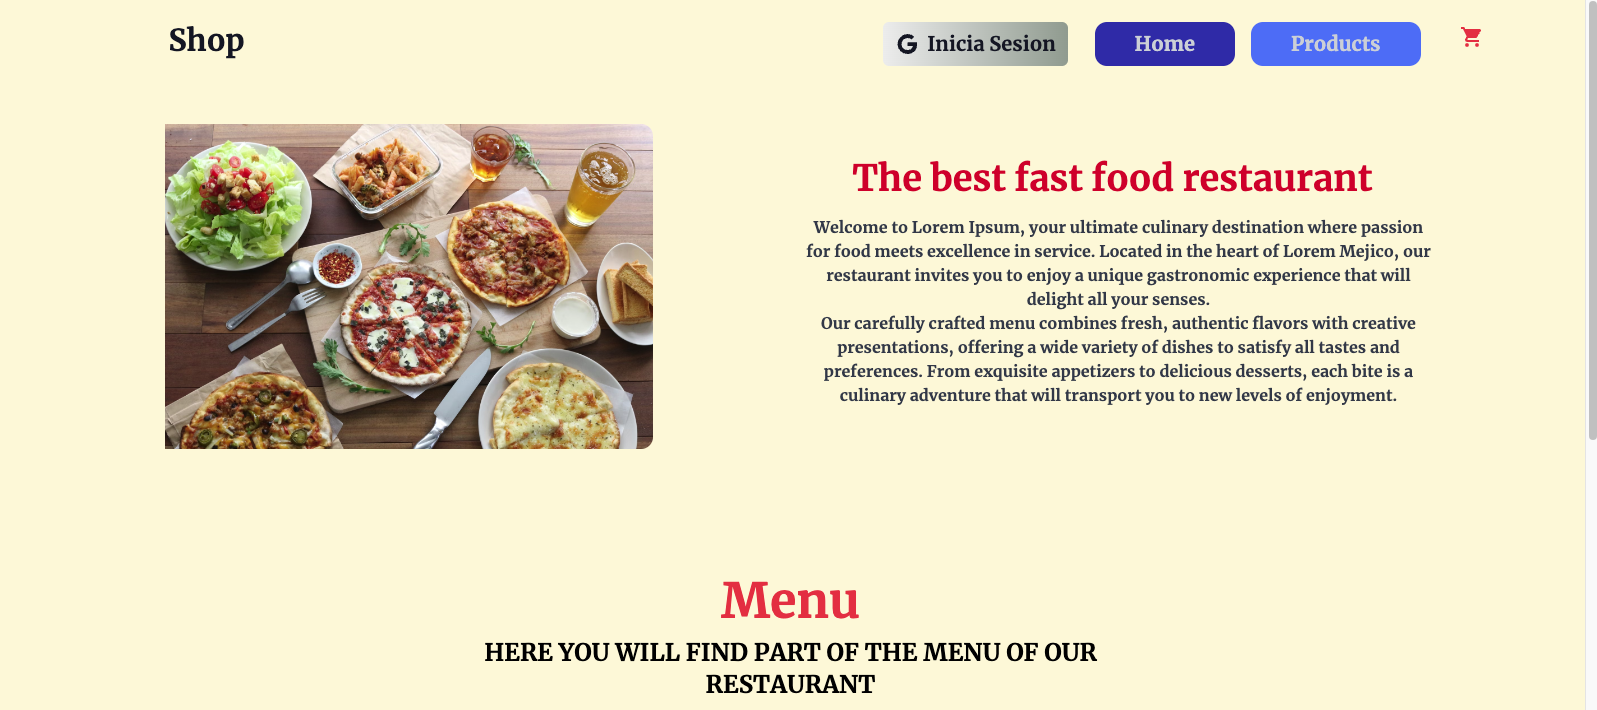 Shop
Inicia Sesion
Home
Products
The best fast food restaurant
Welcome to Lorem Ipsum, your ultimate culinary destination where passion
for food meets excellence in service. Located in the heart of Lorem Mejico, our
restaurant invites you to enjoy a unique gastronomic experience that will
delight all your senses.
Our carefully crafted menu combines fresh, authentic flavors with creative
presentations, offering a wide variety of dishes to satisfy all tastes and
preferences. From exquisite appetizers to delicious desserts, each bite is a
culinary adventure that will transport you to new levels of enjoyment.
Menu
HERE YOU WILL FIND PART OF THE MENU OF OUR
RESTAURANT